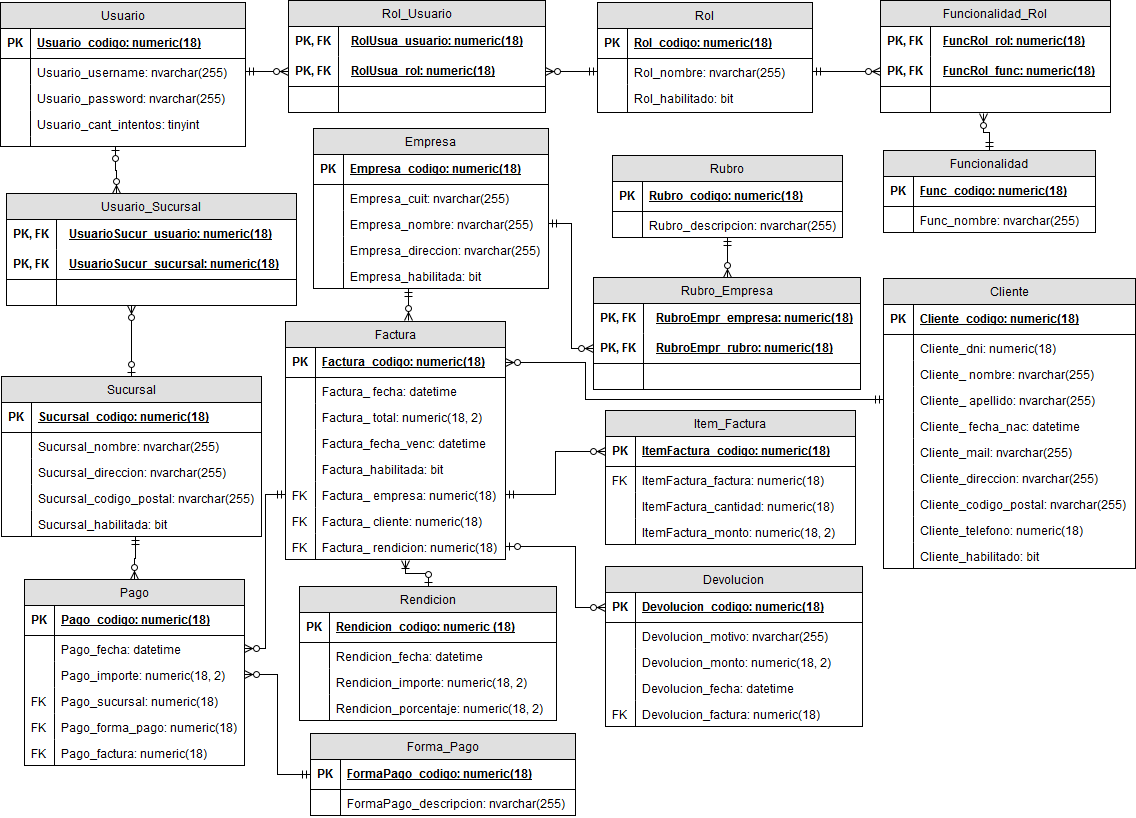 Usuario
PK Usuario_codigo: numeric(18)
Usuario_username: nvarchar(255)
Usuario_password: nvarchar(255)
Usuario_cant_intentos: tinyint
Rol_Usuario
PK, FK RolUsua_usuario: numeric(18)
PK, FK RolUsua_rol: numeric(18)
Rol
PK Rol_codigo: numeric(18)
Rol_nombre: nvarchar(255)
Rol_habilitado: bit
Funcionalidad_Rol
PK, FK FuncRol_rol: numeric(18)
PK, FK FuncRol_func: numeric(18)
Empresa
PK Empresa_codigo: numeric(18)
Empresa_cuit: nvarchar(255)
Empresa_nombre: nvarchar(255)
Empresa_direccion: nvarchar(255)
Empresa_habilitada: bit
Rubro
PK Rubro_codigo: numeric(18)
Rubro_descripcion: nvarchar(255)
Funcionalidad
PK Func_codigo: numeric(18)
Func_nombre: nvarchar(255)
Usuario_Sucursal
PK, FK UsuarioSucur_usuario: numeric(18)
PK, FK UsuarioSucur_sucursal: numeric(18)
Rubro_Empresa
PK, FK RubroEmpr_empresa: numeric(18)
PK, FK RubroEmpr_rubro: numeric(18)
Cliente
PK Cliente_codigo: numeric(18)
Cliente_dni: numeric(18)
Cliente_ nombre: nvarchar(255)
Cliente_ apellido: nvarchar(255)
Cliente_ fecha_nac: datetime
Cliente_mail: nvarchar(255)
Cliente_direccion: nvarchar(255)
Cliente_codigo_postal: nvarchar(255)
Cliente_telefono: numeric(18)
Cliente_habilitado: bit
Factura
PK Factura_codigo: numeric(18)
Factura_ fecha: datetime
Factura_total: numeric(18, 2)
Factura_fecha_venc: datetime
Factura_habilitada: bit
FK Factura_ empresa: numeric(18)
FK Factura_ cliente: numeric(18)
FK Factura_ rendicion: numeric(18)
Sucursal
PK Sucursal_codigo: numeric(18)
Sucursal_nombre: nvarchar(255)
Sucursal_direccion: nvarchar(255)
Sucursal_codigo_postal: nvarchar(255)
Sucursal_habilitada: bit
Item_Factura
PK ItemFactura_codigo: numeric(18)
FK ItemFactura_factura: numeric(18)
ItemFactura_cantidad: numeric(18)
ItemFactura_monto: numeric(18, 2)
Pago
PK Pago_codigo: numeric(18)
Pago_fecha: datetime
Pago_importe: numeric(18, 2)
FK Pago_sucursal: numeric(18)
FK Pago_forma_pago: numeric(18)
FK Pago_factura: numeric(18)
Rendicion
PK Rendicion_codigo: numeric (18)
Rendicion_fecha: datetime
Rendicion_importe: numeric(18, 2)
Rendicion_porcentaje: numeric(18, 2)
Devolucion
PK Devolucion_codigo: numeric(18)
Devolucion_motivo: nvarchar(255)
Devolucion_monto: numeric(18, 2)
Devolucion_fecha: datetime
FK Devolucion_factura: numeric(18)
Forma_Pago
PK FormaPago_codigo: numeric(18)
FormaPago_descripcion: nvarchar(255)